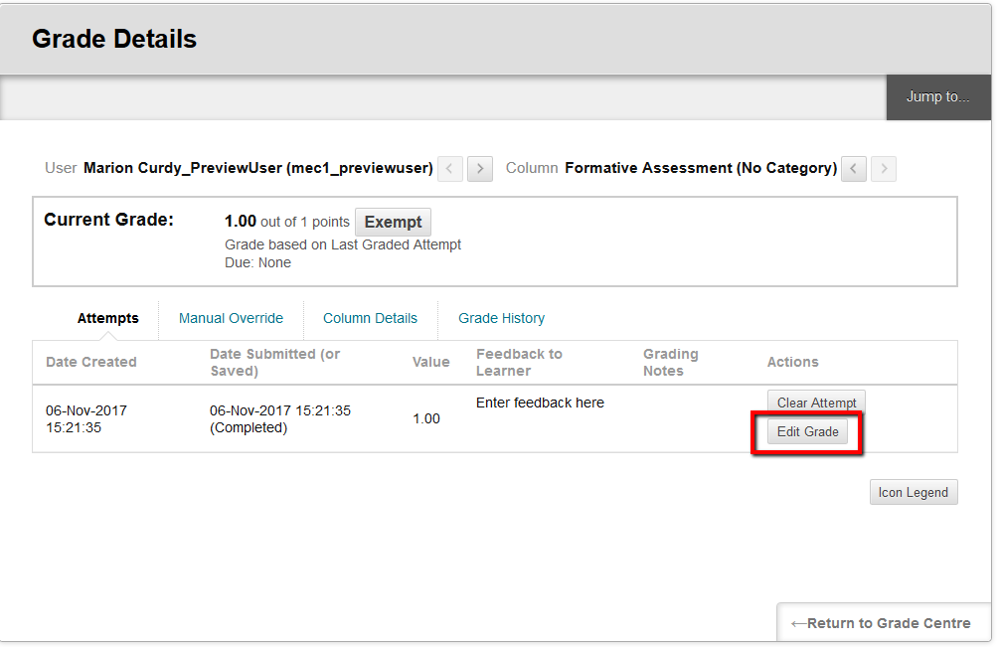 Grade Details
Jump to...
User Marion Curdy_PreviewUser (mec1_previewuser) < > Column Formative Assessment (No Category) < >
Current Grade: 1.00 out of 1 points Exempt
Grade based on Last Graded Attempt
Due: None
Attempts Manual Override Column Details Grade History
Date Created Date Submitted (or Saved) Value Feedback to Learner Grading Notes Actions
06-Nov-2017 15:21:35 06-Nov-2017 15:21:35 (Completed) 1.00 Enter feedback here Clear Attempt
Edit Grade
Icon Legend
←Return to Grade Centre